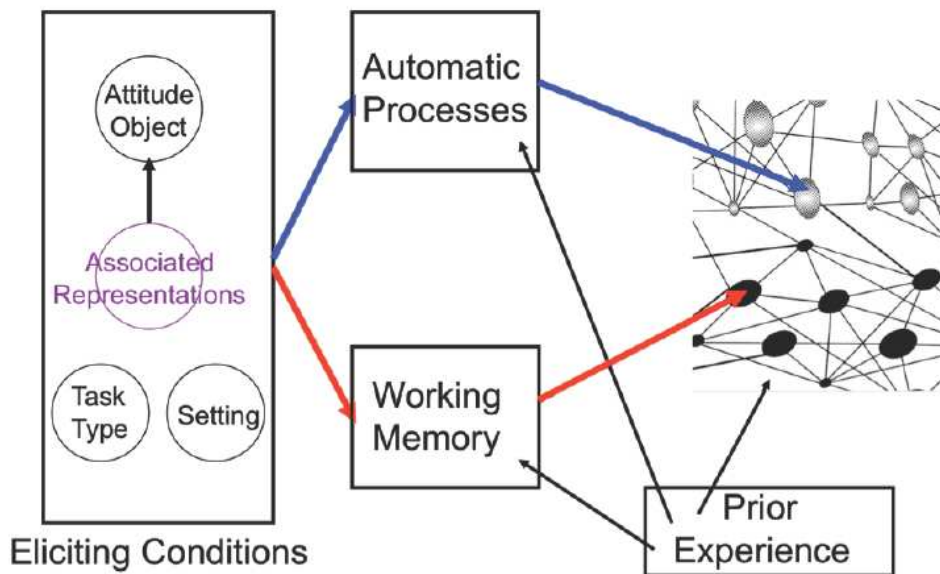 Attitude
Object
Associated
Representations
Task
Type
Setting
Eliciting Conditions
Automatic
Processes
Working
Memory
Prior
Experience